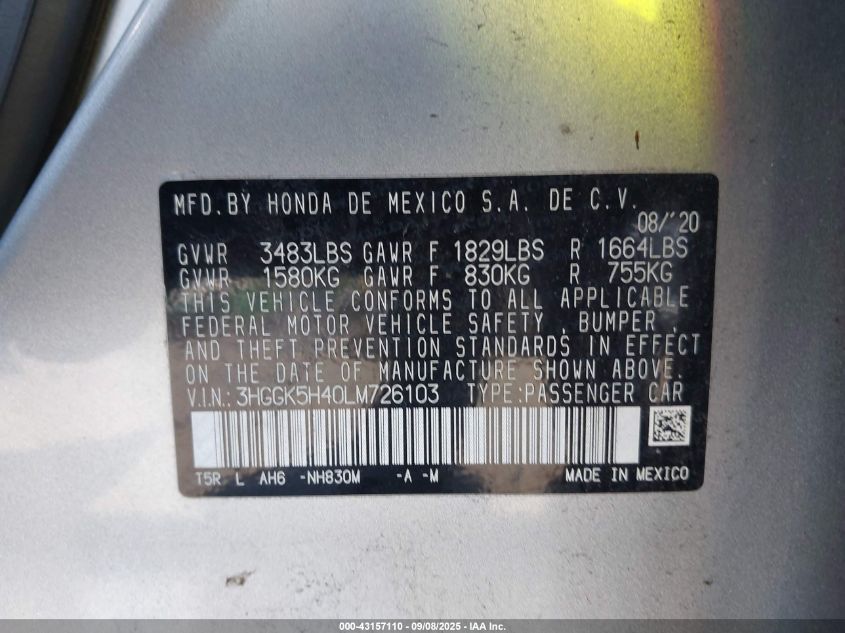 MFD.BY HONDA DE MEXICO S.A. DE C.V.
08/'20
GVWR 3483LBS GAWR F 1829LBS R 1664LBS
GVWR 1580KG GAWR F 830KG R 755KG
THIS VEHICLE CONFORMS TO ALL APPLICABLE
FEDERAL MOTOR VEHICLE SAFETY , BUMPER ,
AND THEFT PREVENTION STANDARDS IN EFFECT
ON THE DATE OF MANUFACTURE SHOWN ABOVE.
V.I.N.: 3HGGK5H40LM726103 TYPE:PASSENGER CAR
T5R L AH6 -NH830M -A -M MADE IN MEXICO
000-43157110 - 09/08/2025 - IAA Inc.